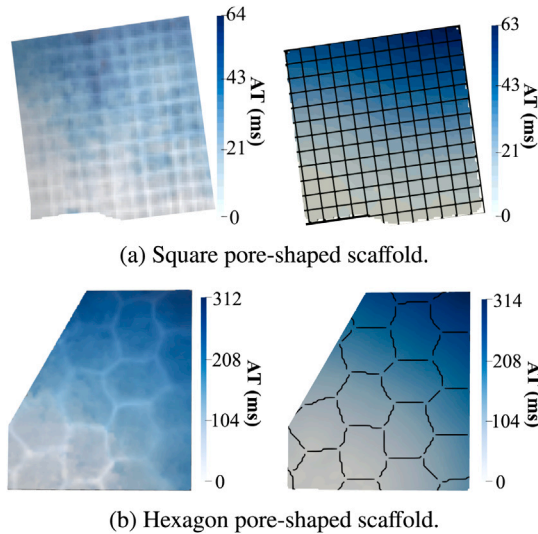 64
43
21
0
AT (ms)
63
43
21
0
AT (ms)
(a) Square pore-shaped scaffold.
312
208
104
0
AT (ms)
314
208
104
0
AT (ms)
(b) Hexagon pore-shaped scaffold.